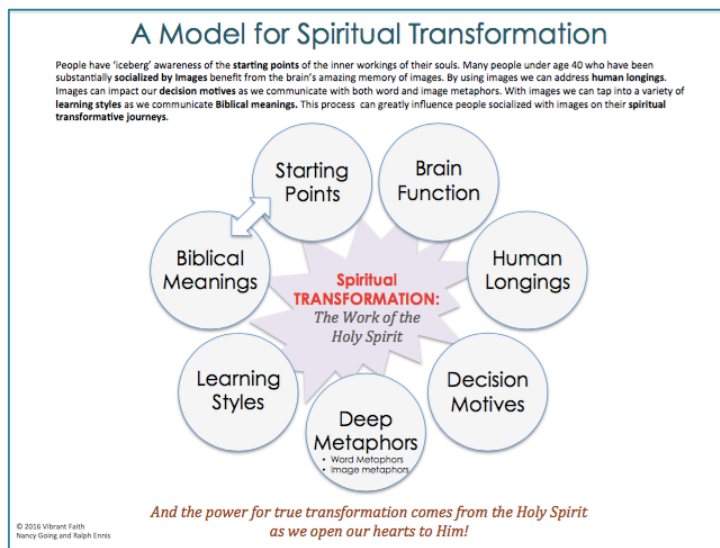 A Model for Spiritual Transformation
People have 'iceberg' awareness of the starting points of the inner workings of their souls. Many people under age 40 who have been
substantially socialized by Images benefit from the brain's amazing memory of images. By using images we can address human longings.
Images can impact our decision motives as we communicate with both word and image metaphors. With images we can tap into a variety of
learning styles as we communicate Biblical meanings. This process can greatly influence people socialized with images on their spiritual
transformative journeys.
Starting
Points
Brain
Function
Human
Longings
Decision
Motives
Deep
Metaphors
• Word Metaphors
• Image metaphors
Learning
Styles
Biblical
Meanings
Spiritual
TRANSFORMATION:
The Work of the
Holy Spirit
And the power for true transformation comes from the Holy Spirit
as we open our hearts to Him!
© 2016 Vibrant Faith
Nancy Going and Ralph Ennis